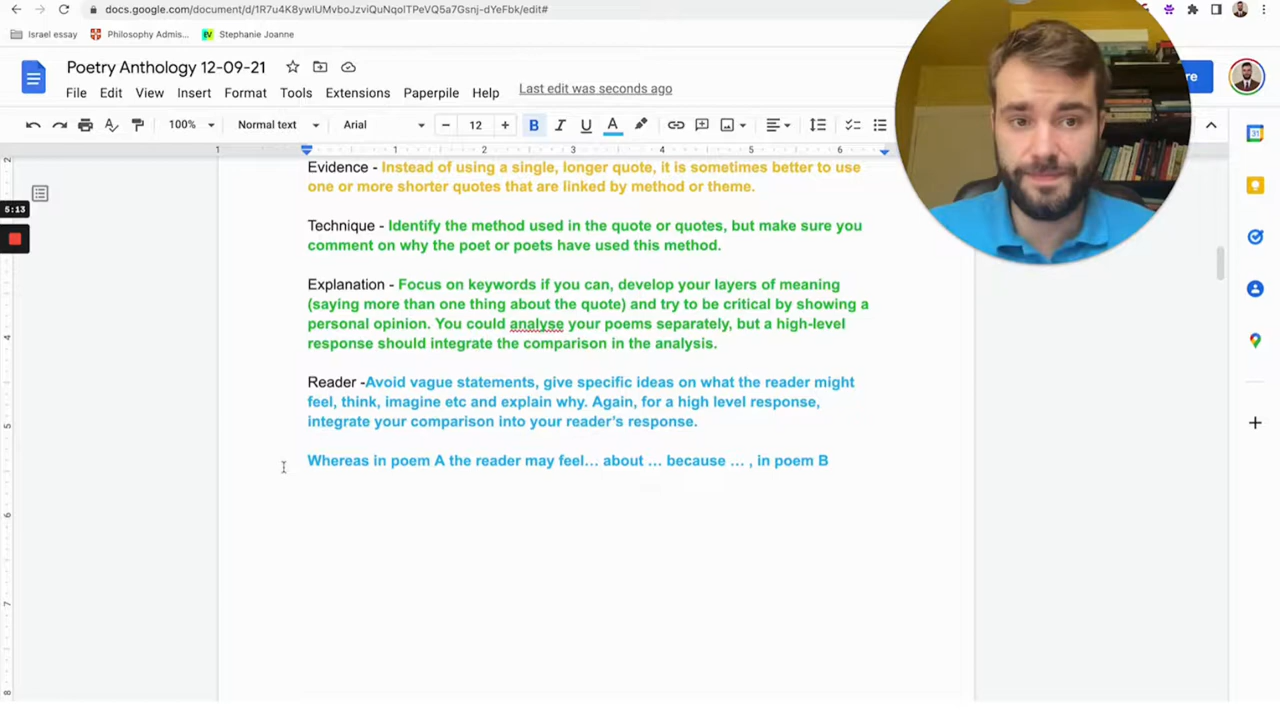 docs.google.com/document/d/1R7u4K8ywIUMvboJzviQuNqolTPeVQ5a7Gsnj-dYeFbk/edit#
Israel essay
Philosophy Admis...
Stephanie Joanne
Poetry Anthology 12-09-21
File Edit View Insert Format Tools Extensions Paperpile Help Last edit was seconds ago
100% Normal text Arial 12 B I U A
1 1 2 3 4 5 6
Evidence - Instead of using a single, longer quote, it is sometimes better to use
one or more shorter quotes that are linked by method or theme.
5:13
Technique - Identify the method used in the quote or quotes, but make sure you
comment on why the poet or poets have used this method.
Explanation - Focus on keywords if you can, develop your layers of meaning
(saying more than one thing about the quote) and try to be critical by showing a
personal opinion. You could analyse your poems separately, but a high-level
response should integrate the comparison in the analysis.
Reader -Avoid vague statements, give specific ideas on what the reader might
feel, think, imagine etc and explain why. Again, for a high level response,
integrate your comparison into your reader's response.
Whereas in poem A the reader may feel... about ... because ... , in poem B